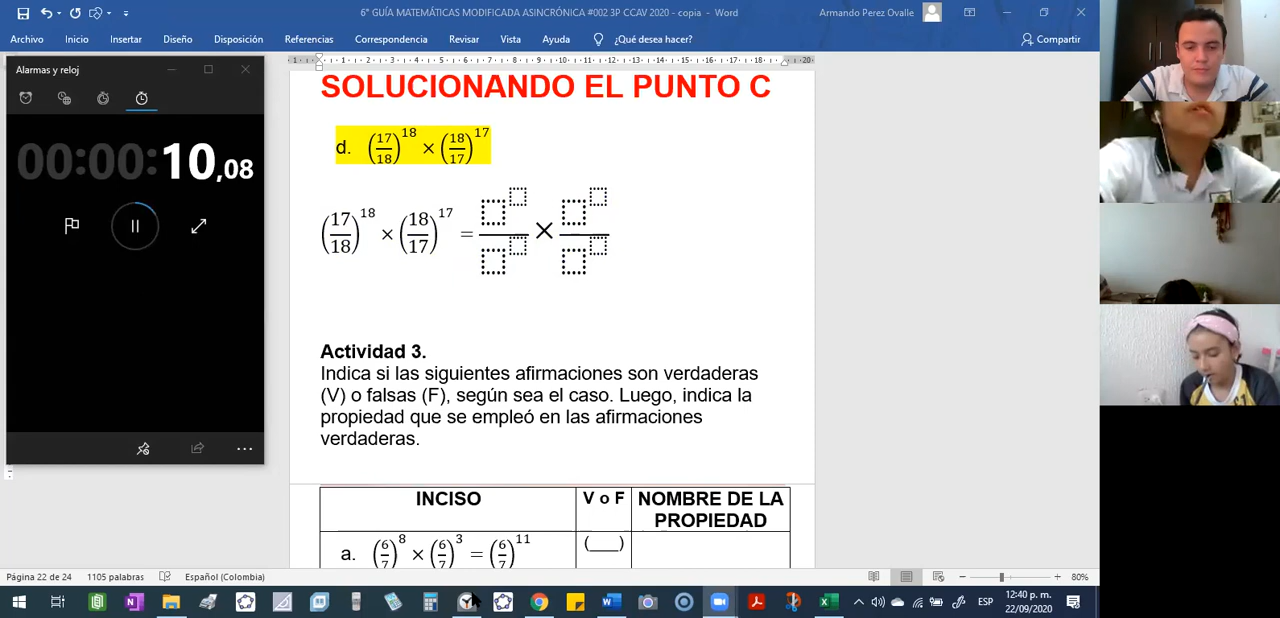 6° GUÍA MATEMÁTICAS MODIFICADA ASINCRÓNICA #002 3P CCAV 2020 - copia - Word
Armando Perez Ovalle
Archivo Inicio Insertar Diseño Disposición Referencias Correspondencia Revisar Vista Ayuda ¿Qué desea hacer? Compartir
Alarmas y reloj
00:00:10,08
SOLUCIONANDO EL PUNTO C
d. (17/18)^18 × (18/17)^17
(17/18)^18 × (18/17)^17 = ×
Actividad 3.
Indica si las siguientes afirmaciones son verdaderas
(V) o falsas (F), según sea el caso. Luego, indica la
propiedad que se empleó en las afirmaciones
verdaderas.
INCISO V o F NOMBRE DE LA PROPIEDAD
a. (6/7)^8 × (6/7)^3 = (6/7)^11 (___)
Página 22 de 24 1105 palabras Español (Colombia) 80%
ESP 12:40 p. m.
22/09/2020